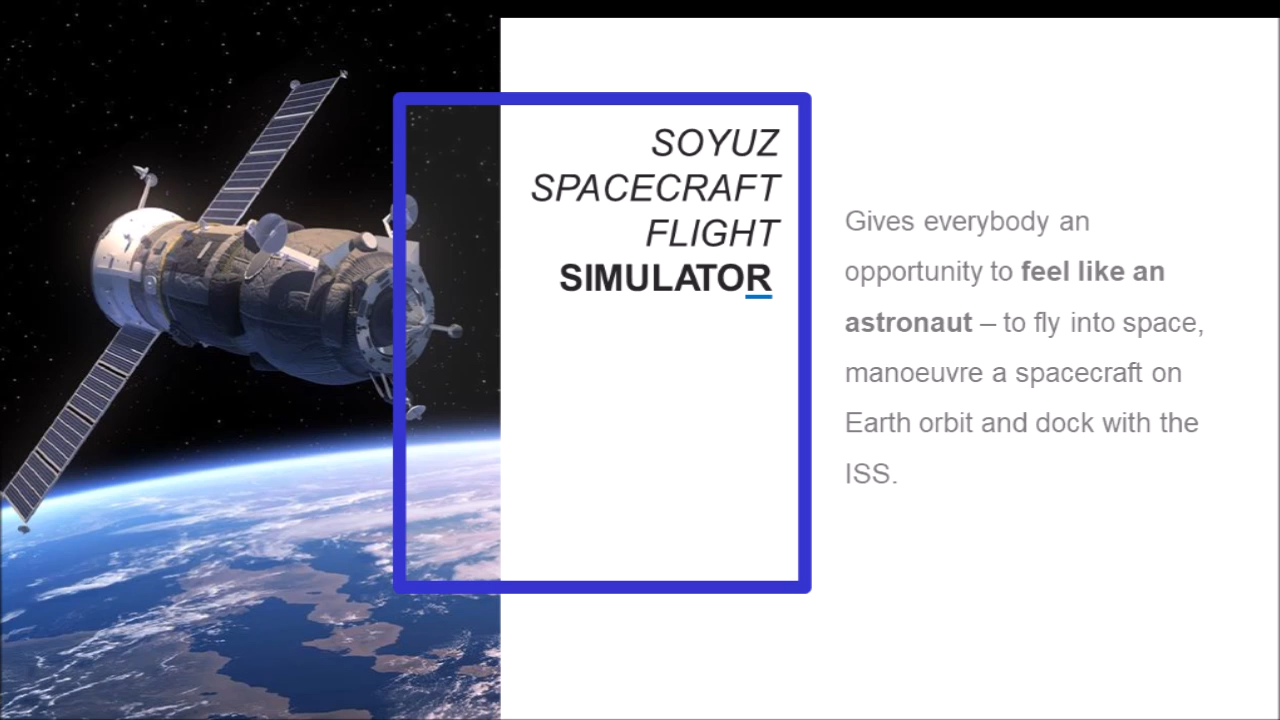 SOYUZ
SPACECRAFT
FLIGHT
SIMULATOR
Gives everybody an
opportunity to feel like an
astronaut – to fly into space,
manoeuvre a spacecraft on
Earth orbit and dock with the
ISS.